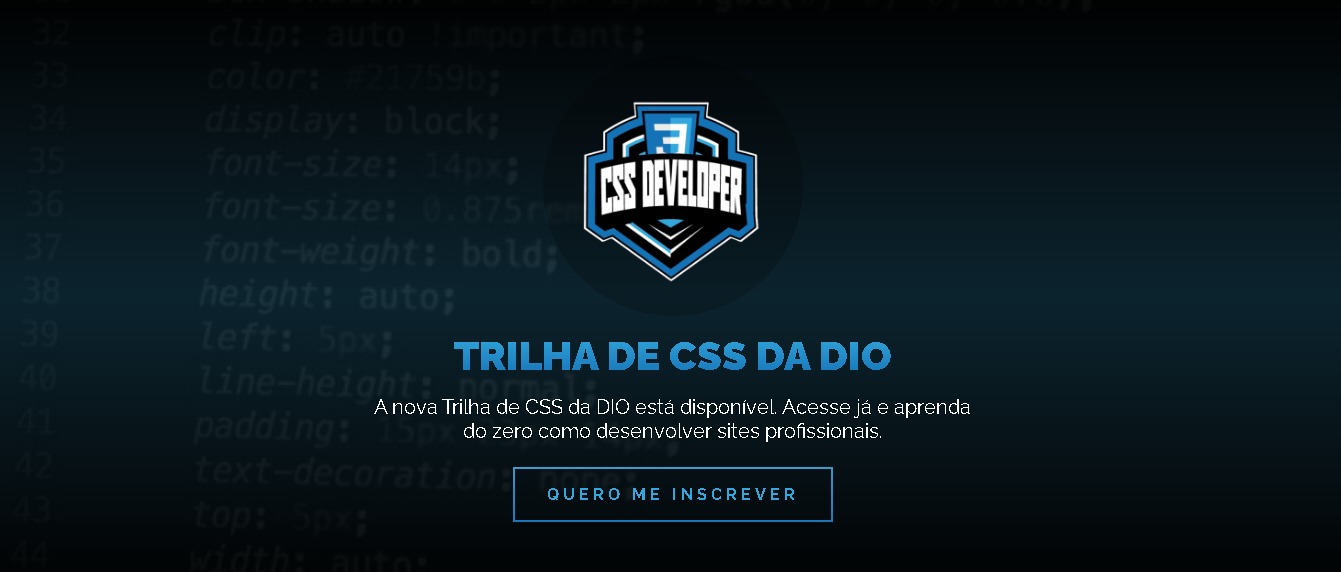 32 clip: auto !important;
33 color: #21759b;
34 display: block;
35 font-size: 14px;
36 font-size: 0.875rem
37 font-weight: bold;
38 height: auto;
39 left: 5px;
40 line-height: normal;
41 padding: 15px
42 text-decoration: none;
43 top: 5px;
44 width: auto;
3
CSS DEVELOPER
TRILHA DE CSS DA DIO
A nova Trilha de CSS da DIO está disponível. Acesse já e aprenda
do zero como desenvolver sites profissionais.
QUERO ME INSCREVER